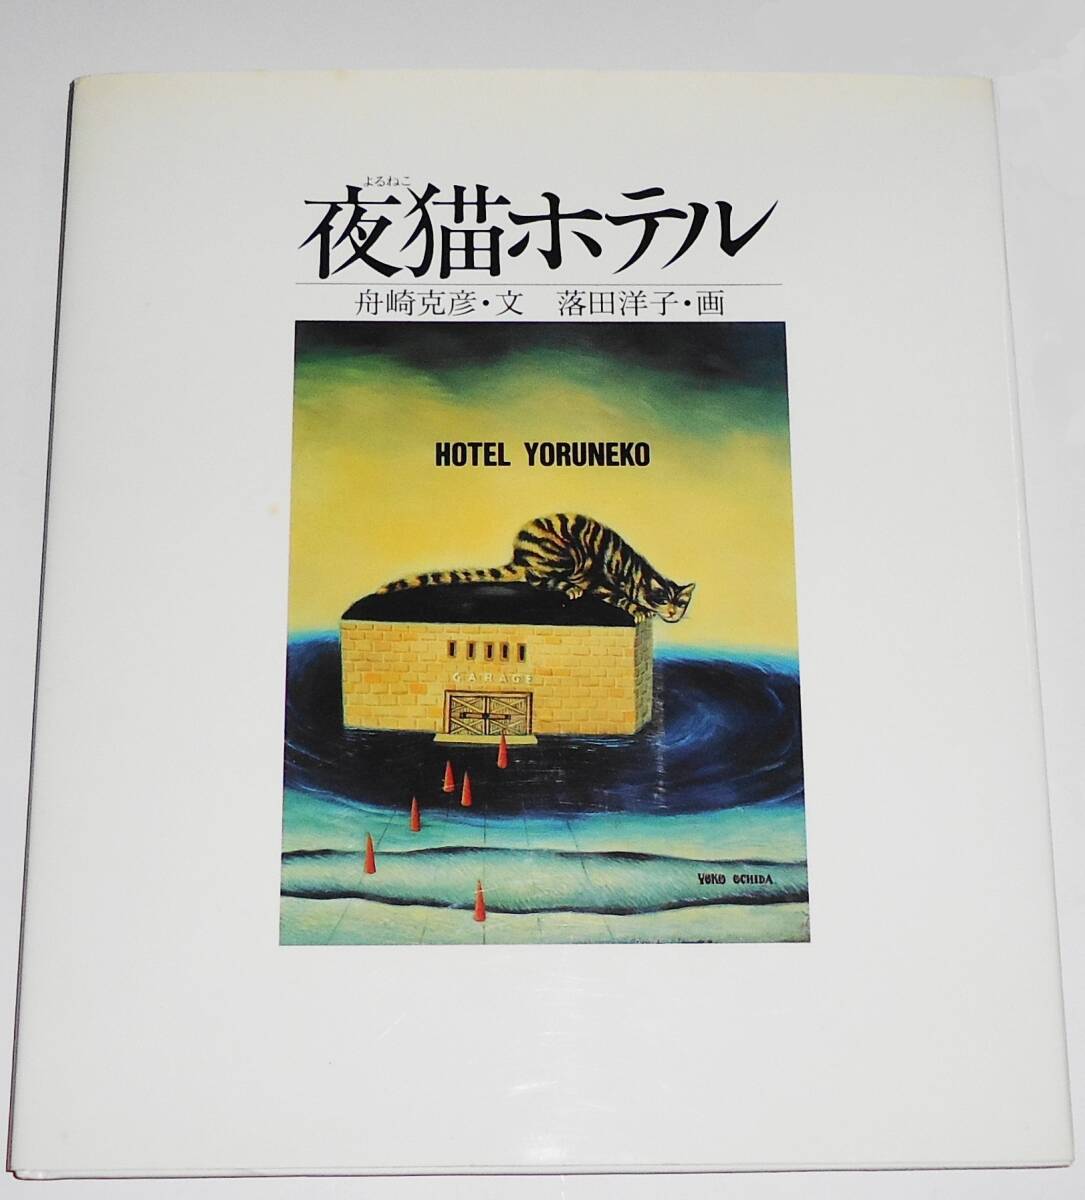 よるねこ
夜猫ホテル
舟崎克彦・文　落田洋子・画
HOTEL YORUNEKO
GARAGE
YOKO OCHIDA